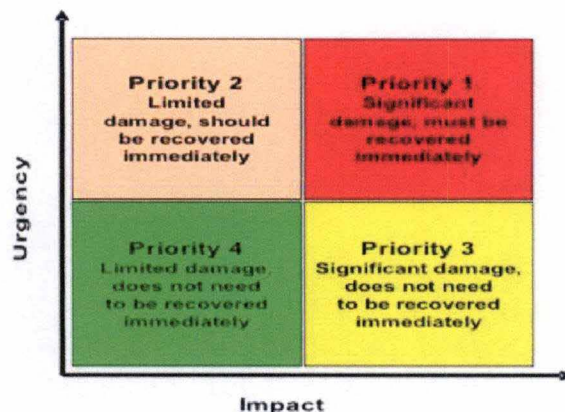 Urgency
Priority 2
Limited
damage, should
be recovered
immediately
Priority 1
Significant
damage, must be
recovered
immediately
Priority 4
Limited damage,
does not need
to be recovered
immediately
Priority 3
Significant damage,
does not need
to be recovered
immediately
Impact